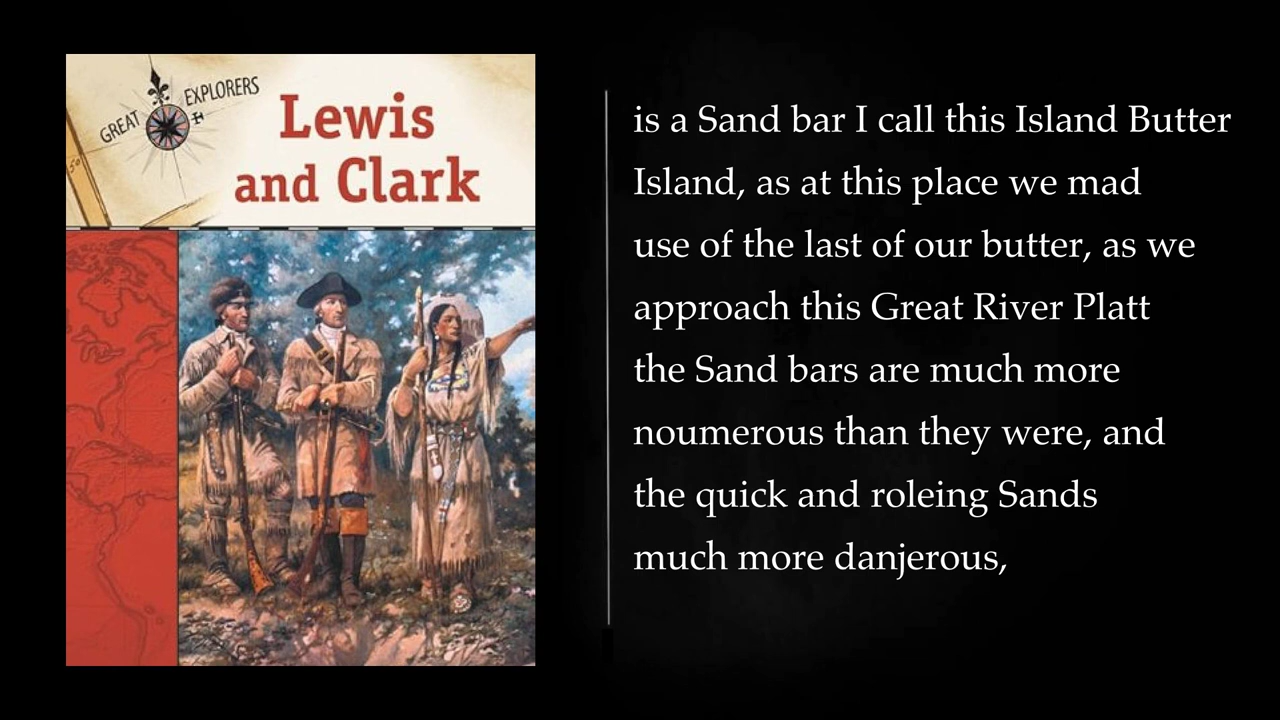 GREAT EXPLORERS
Lewis
and Clark
is a Sand bar I call this Island Butter
Island, as at this place we mad
use of the last of our butter, as we
approach this Great River Platt
the Sand bars are much more
noumerous than they were, and
the quick and roleing Sands
much more danjerous,